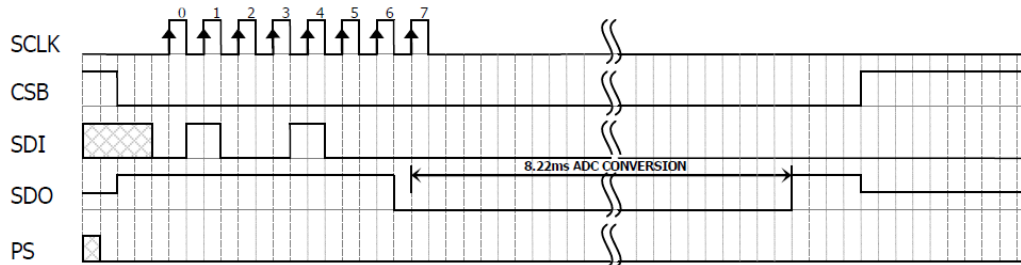 0 1 2 3 4 5 6 7
SCLK
CSB
SDI
8.22ms ADC CONVERSION
SDO
PS